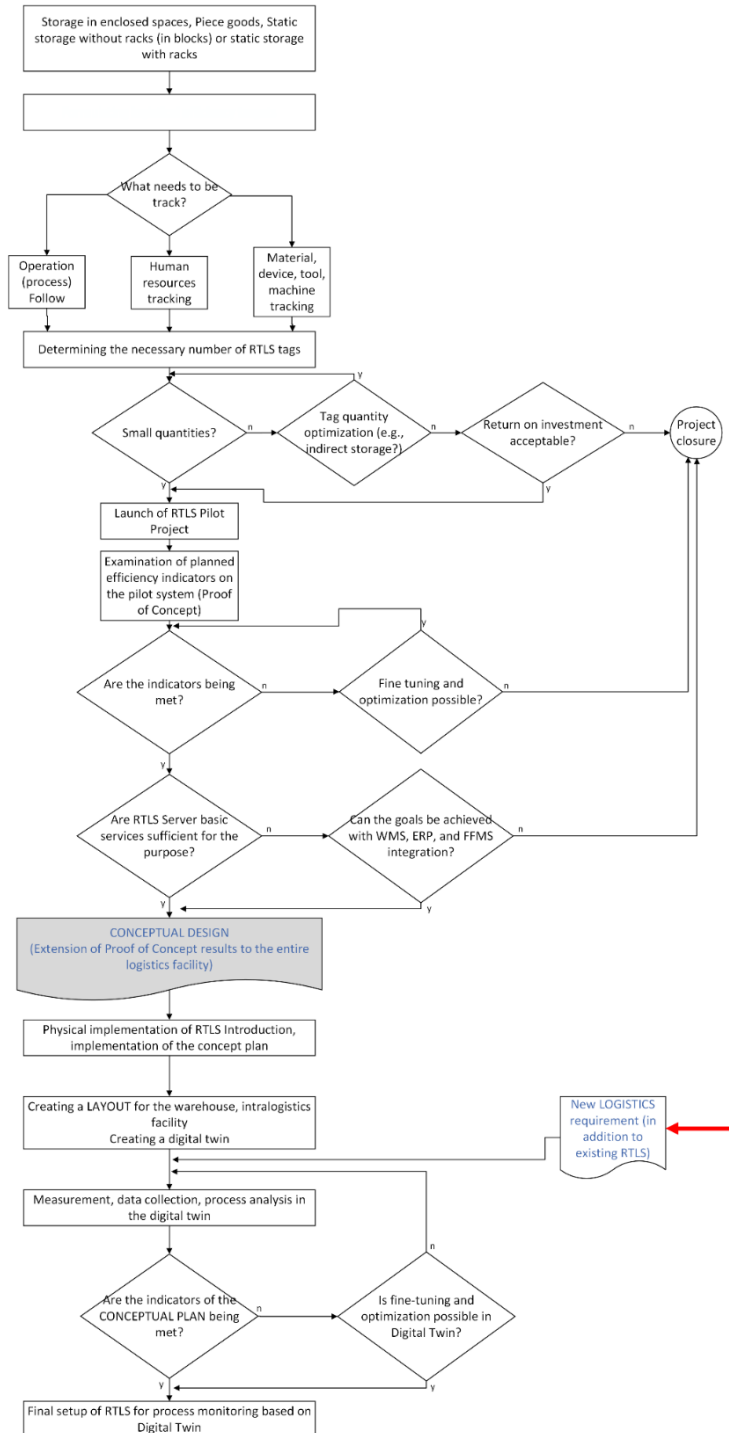 Storage in enclosed spaces, Piece goods, Static
storage without racks (in blocks) or static storage
with racks
What needs to be
track?
Operation
(process)
Follow
Human
resources
tracking
Material,
device, tool,
machine
tracking
Determining the necessary number of RTLS tags
y
Small quantities?
n
Tag quantity
optimization (e.g.,
indirect storage?)
n
Return on investment
acceptable?
n
Project
closure
y
y
Launch of RTLS Pilot
Project
Examination of planned
efficiency indicators on
the pilot system (Proof
of Concept)
y
Are the indicators being
met?
n
Fine tuning and
optimization possible?
n
y
Are RTLS Server basic
services sufficient for the
purpose?
n
Can the goals be achieved
with WMS, ERP, and FFMS
integration?
n
y
y
CONCEPTUAL DESIGN
(Extension of Proof of Concept results to the entire
logistics facility)
Physical implementation of RTLS Introduction,
implementation of the concept plan
Creating a LAYOUT for the warehouse, intralogistics
facility
Creating a digital twin
New LOGISTICS
requirement (in
addition to
existing RTLS)
Measurement, data collection, process analysis in
the digital twin
n
Are the indicators of the
CONCEPTUAL PLAN being
met?
n
Is fine-tuning and
optimization possible in
Digital Twin?
y
y
Final setup of RTLS for process monitoring based on
Digital Twin